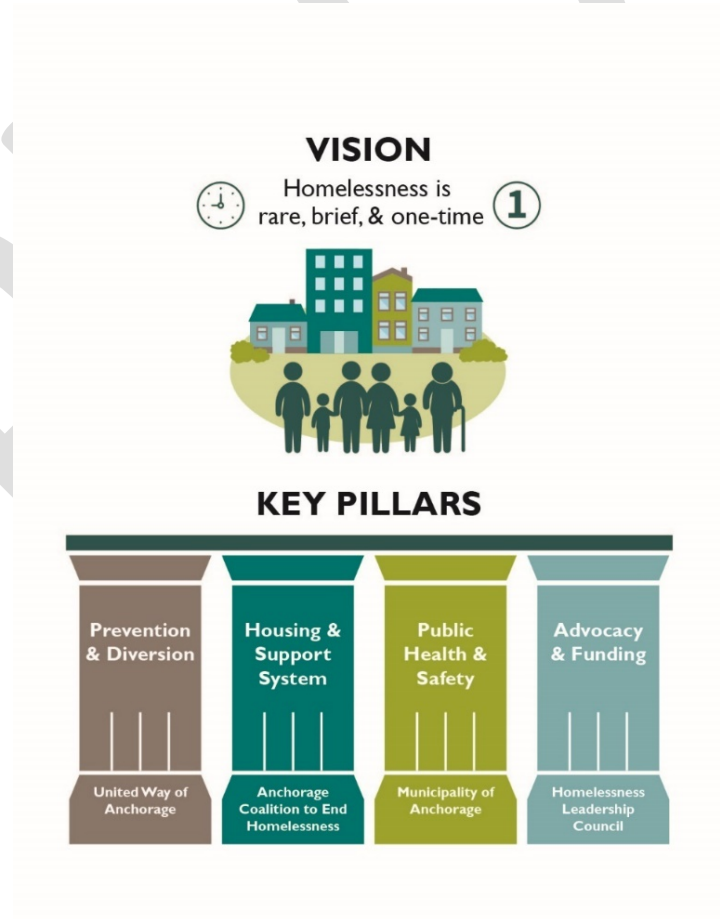 VISION
Homelessness is
rare, brief, & one-time
1
KEY PILLARS
Prevention
& Diversion
Housing &
Support
System
Public
Health &
Safety
Advocacy
& Funding
United Way of
Anchorage
Anchorage
Coalition to End
Homelessness
Municipality of
Anchorage
Homelessness
Leadership
Council